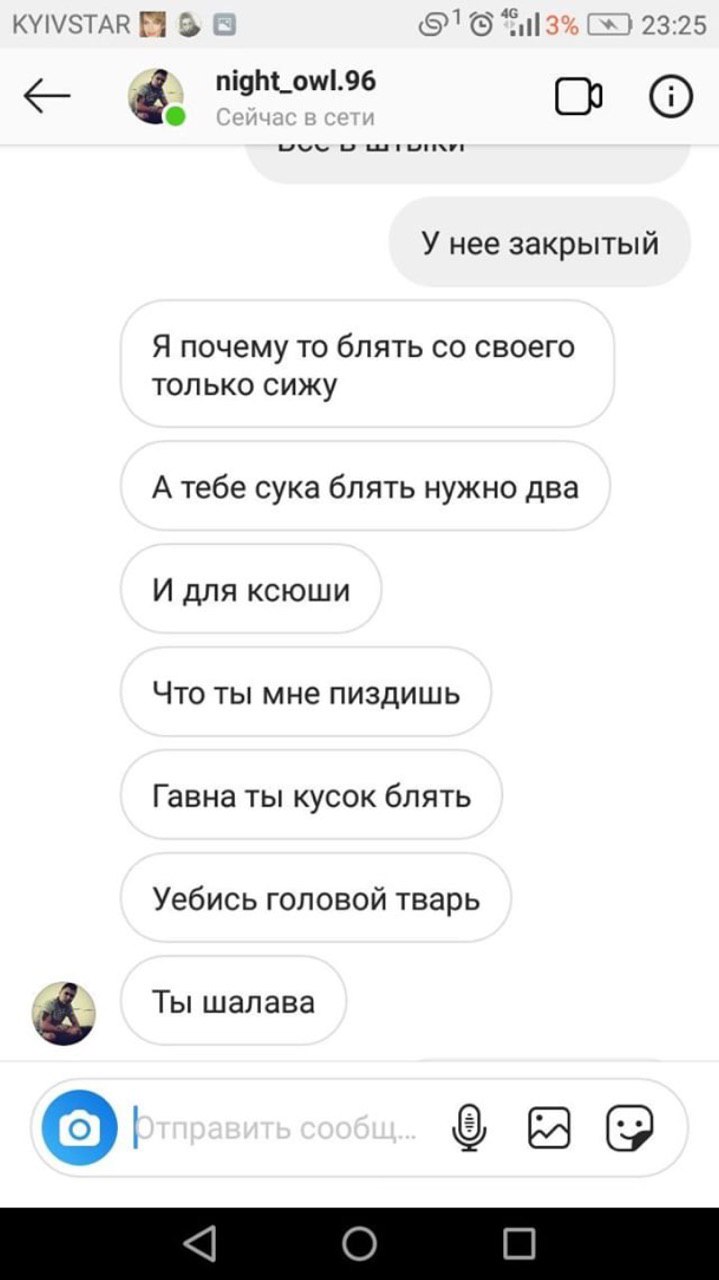 KYIVSTAR 1 4G 3% 23:25
night_owl.96
Сейчас в сети
Все в штыки
У нее закрытый
Я почему то блять со своего
только сижу
А тебе сука блять нужно два
И для ксюши
Что ты мне пиздишь
Гавна ты кусок блять
Уебись головой тварь
Ты шалава
Отправить сообщ...